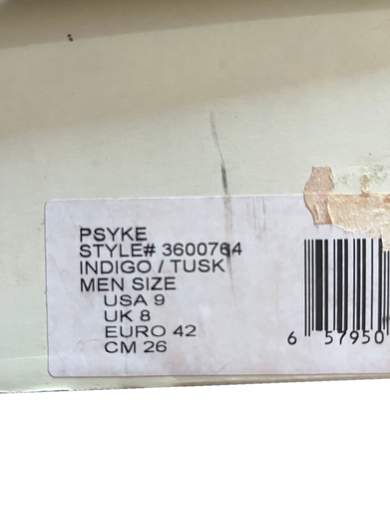 PSYKE
STYLE# 3600764
INDIGO / TUSK
MEN SIZE
USA 9
UK 8
EURO 42
CM 26
6 57950